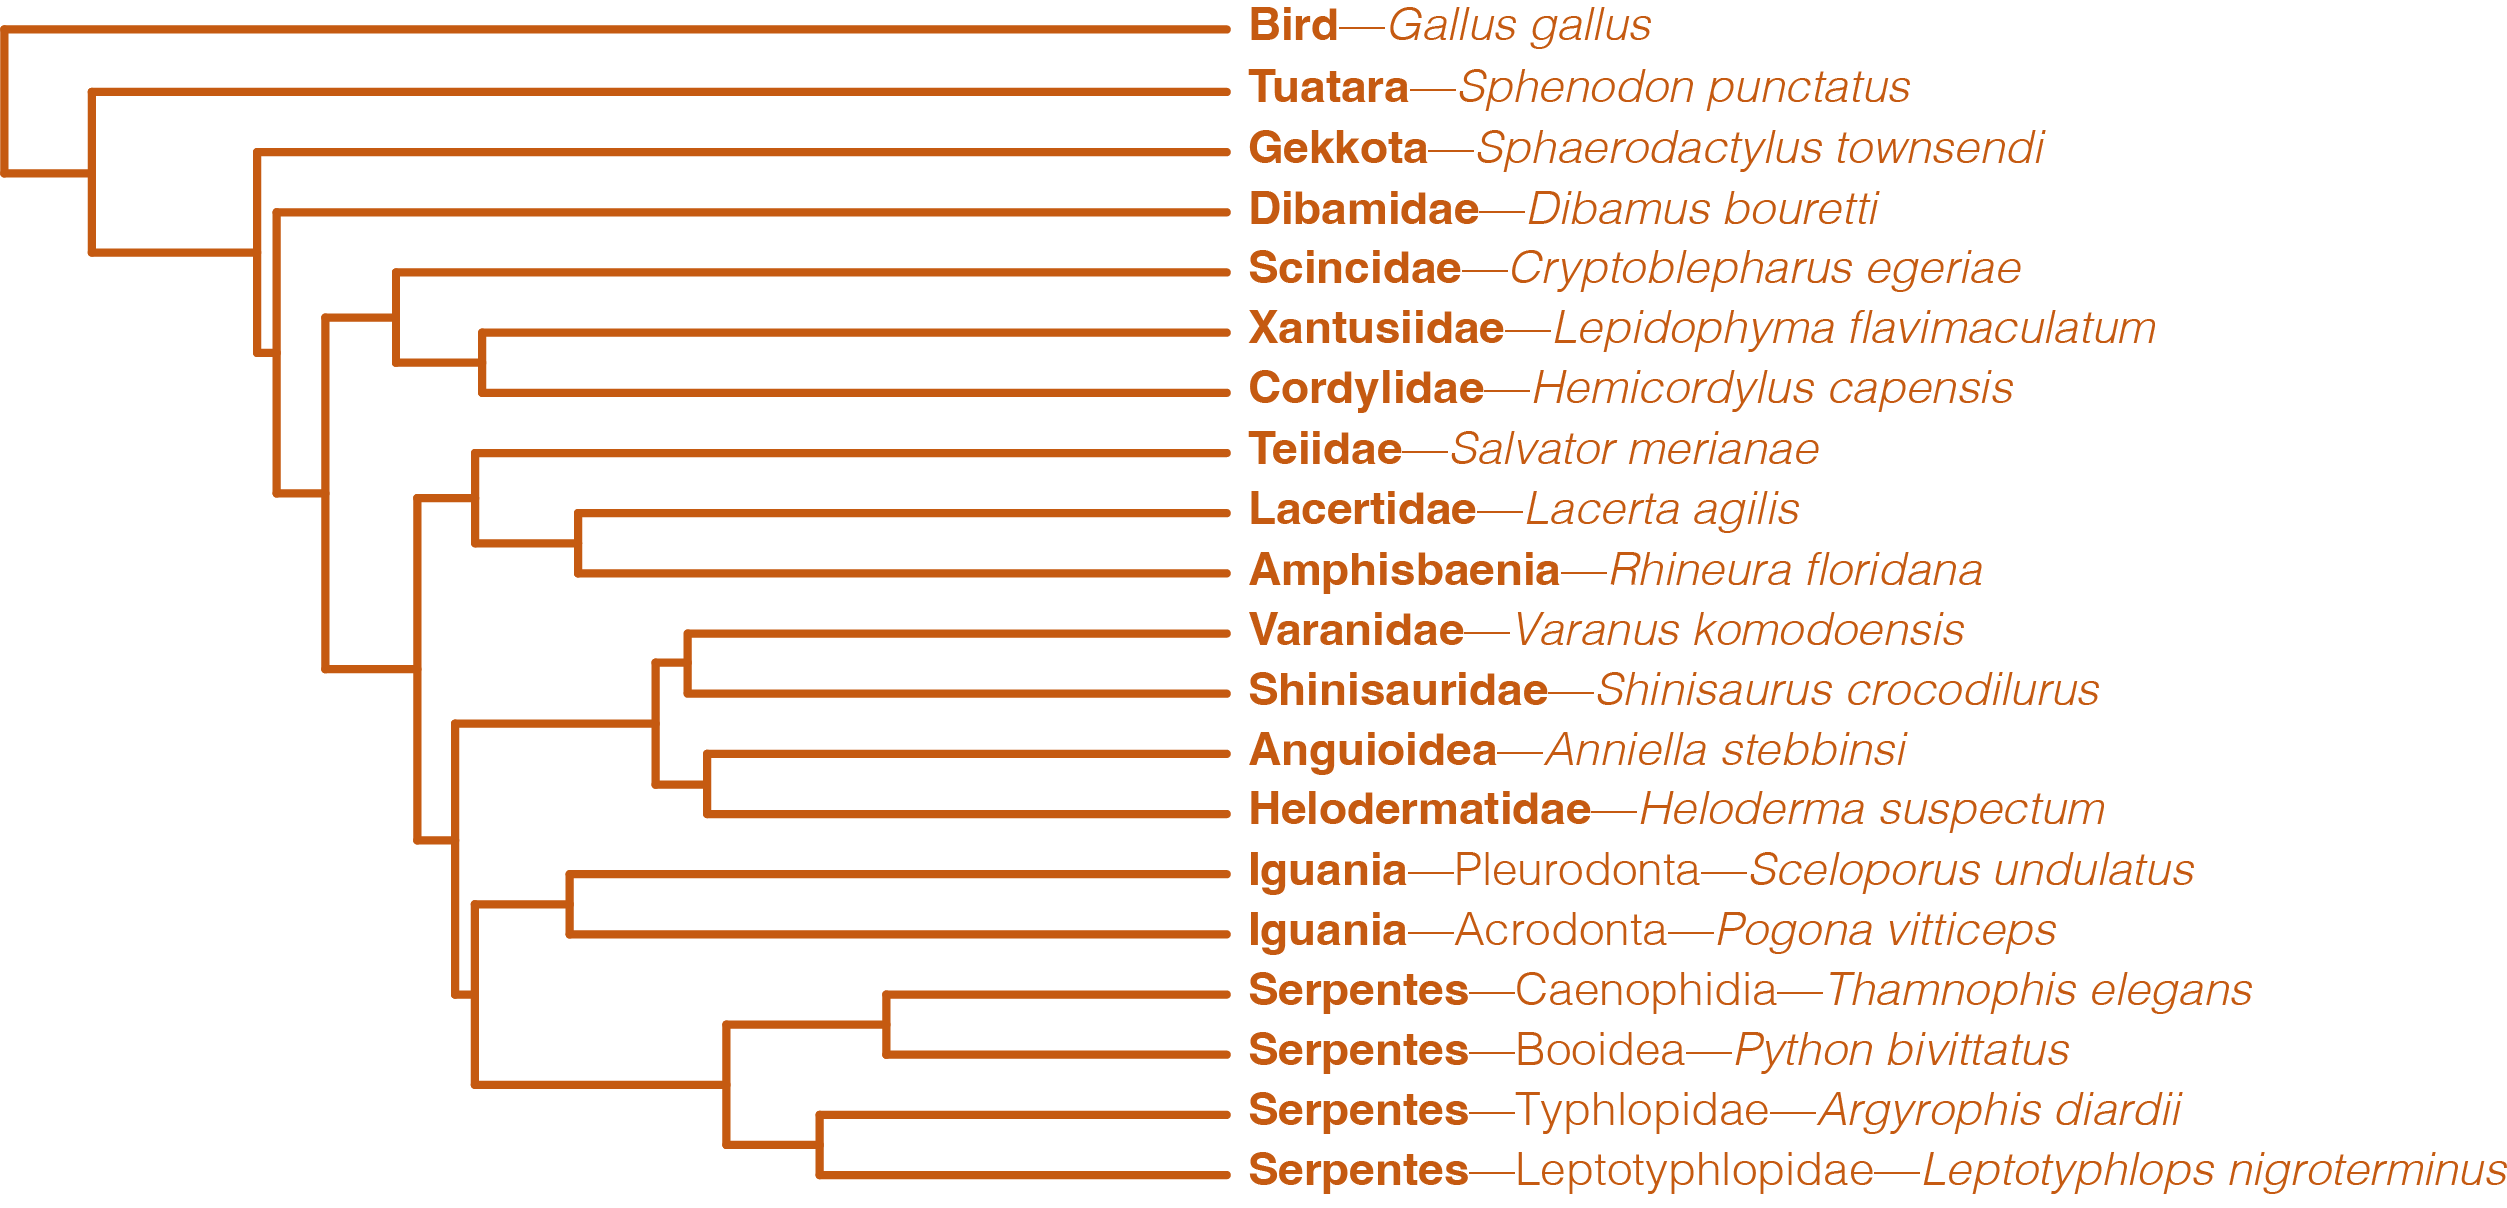 Bird—Gallus gallus
Tuatara—Sphenodon punctatus
Gekkota—Sphaerodactylus townsendi
Dibamidae—Dibamus bouretti
Scincidae—Cryptoblepharus egeriae
Xantusiidae—Lepidophyma flavimaculatum
Cordylidae—Hemicordylus capensis
Teiidae—Salvator merianae
Lacertidae—Lacerta agilis
Amphisbaenia—Rhineura floridana
Varanidae—Varanus komodoensis
Shinisauridae—Shinisaurus crocodilurus
Anguioidea—Anniella stebbinsi
Helodermatidae—Heloderma suspectum
Iguania—Pleurodonta—Sceloporus undulatus
Iguania—Acrodonta—Pogona vitticeps
Serpentes—Caenophidia—Thamnophis elegans
Serpentes—Booidea—Python bivittatus
Serpentes—Typhlopidae—Argyrophis diardii
Serpentes—Leptotyphlopidae—Leptotyphlops nigroterminus